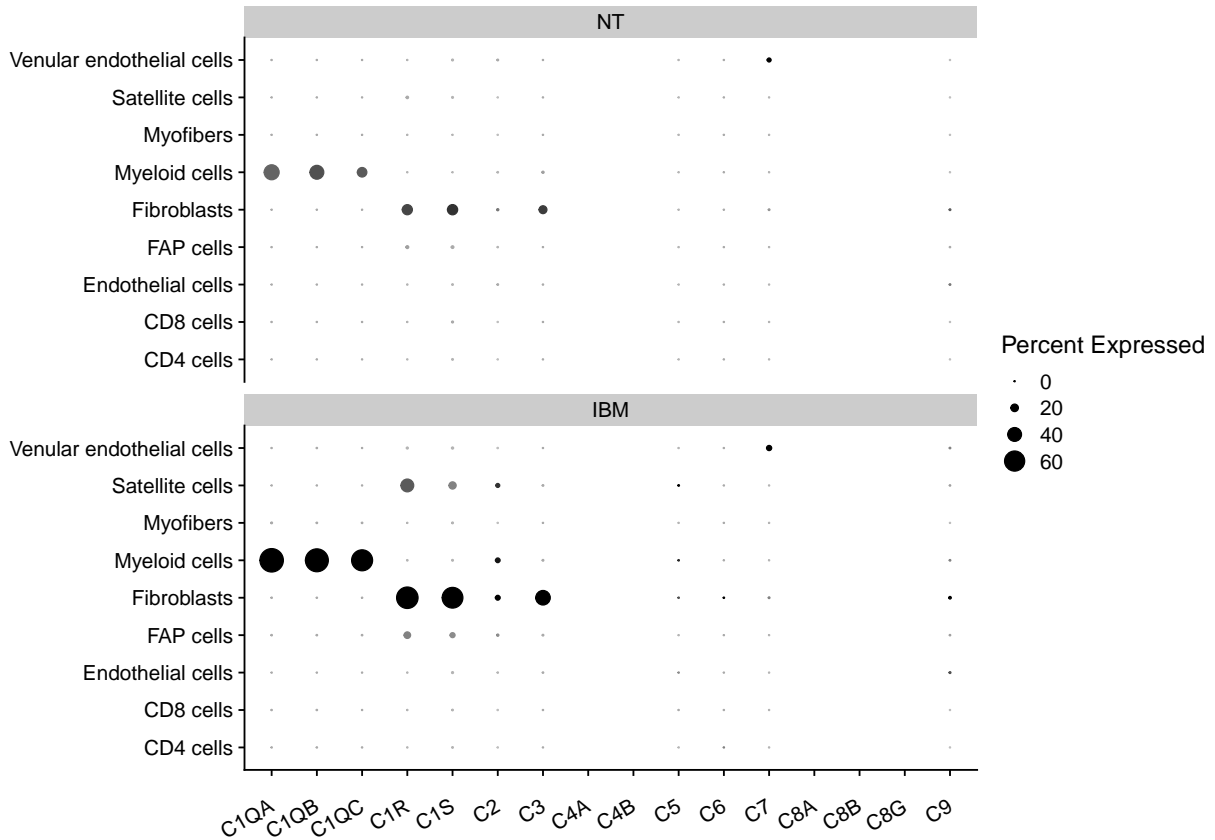 NT
Venular endothelial cells
Satellite cells
Myofibers
Myeloid cells
Fibroblasts
FAP cells
Endothelial cells
CD8 cells
CD4 cells
IBM
Venular endothelial cells
Satellite cells
Myofibers
Myeloid cells
Fibroblasts
FAP cells
Endothelial cells
CD8 cells
CD4 cells
C1QA C1QB C1QC C1R C1S C2 C3 C4A C4B C5 C6 C7 C8A C8B C8G C9
Percent Expressed
0
20
40
60